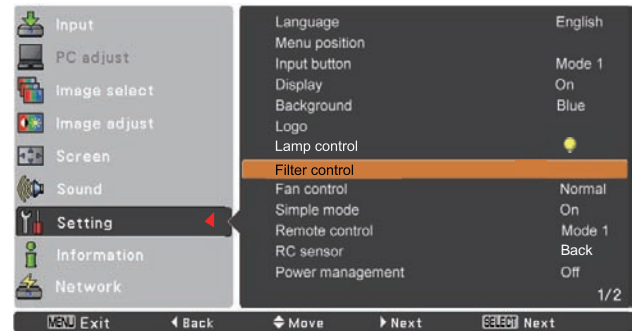 Input
PC adjust
Image select
Image adjust
Screen
Sound
Setting
Information
Network
Language English
Menu position
Input button Mode 1
Display On
Background Blue
Logo
Lamp control
Filter control
Fan control Normal
Simple mode On
Remote control Mode 1
RC sensor Back
Power management Off
1/2
MENU Exit Back Move Next SELECT Next